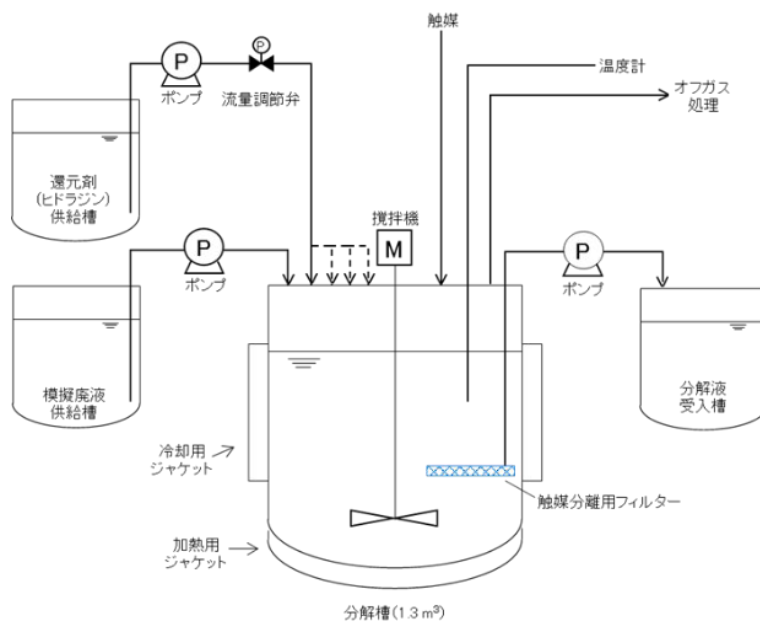 触媒
P
P
温度計
ポンプ
流量調節弁
オフガス
処理
還元剤
(ヒドラジン)
供給槽
撹拌機
M
P
ポンプ
P
ポンプ
模擬廃液
供給槽
分解液
受入槽
冷却用
ジャケット
触媒分離用フィルター
加熱用
ジャケット
分解槽(1.3 m³)